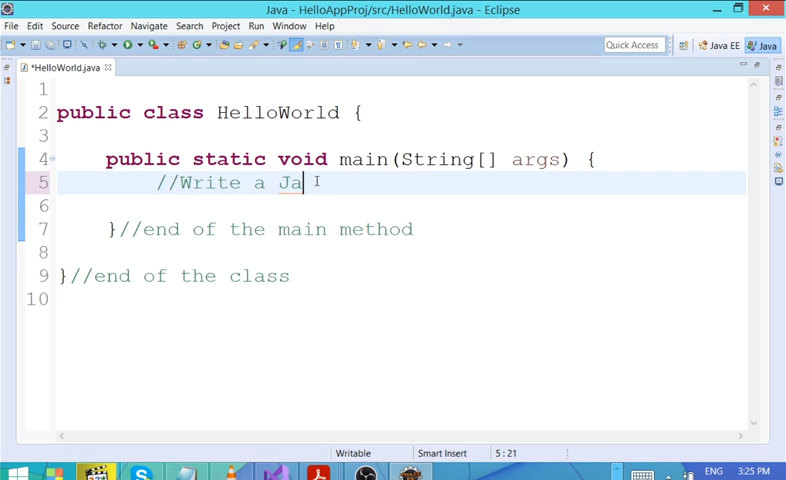 Java - HelloAppProj/src/HelloWorld.java - Eclipse
File Edit Source Refactor Navigate Search Project Run Window Help
Quick Access Java EE Java
*HelloWorld.java
1
2 public class HelloWorld {
3
4 public static void main(String[] args) {
5 //Write a Ja
6
7 }//end of the main method
8
9 }//end of the class
10
Writable Smart Insert 5 : 21
ENG 3:25 PM